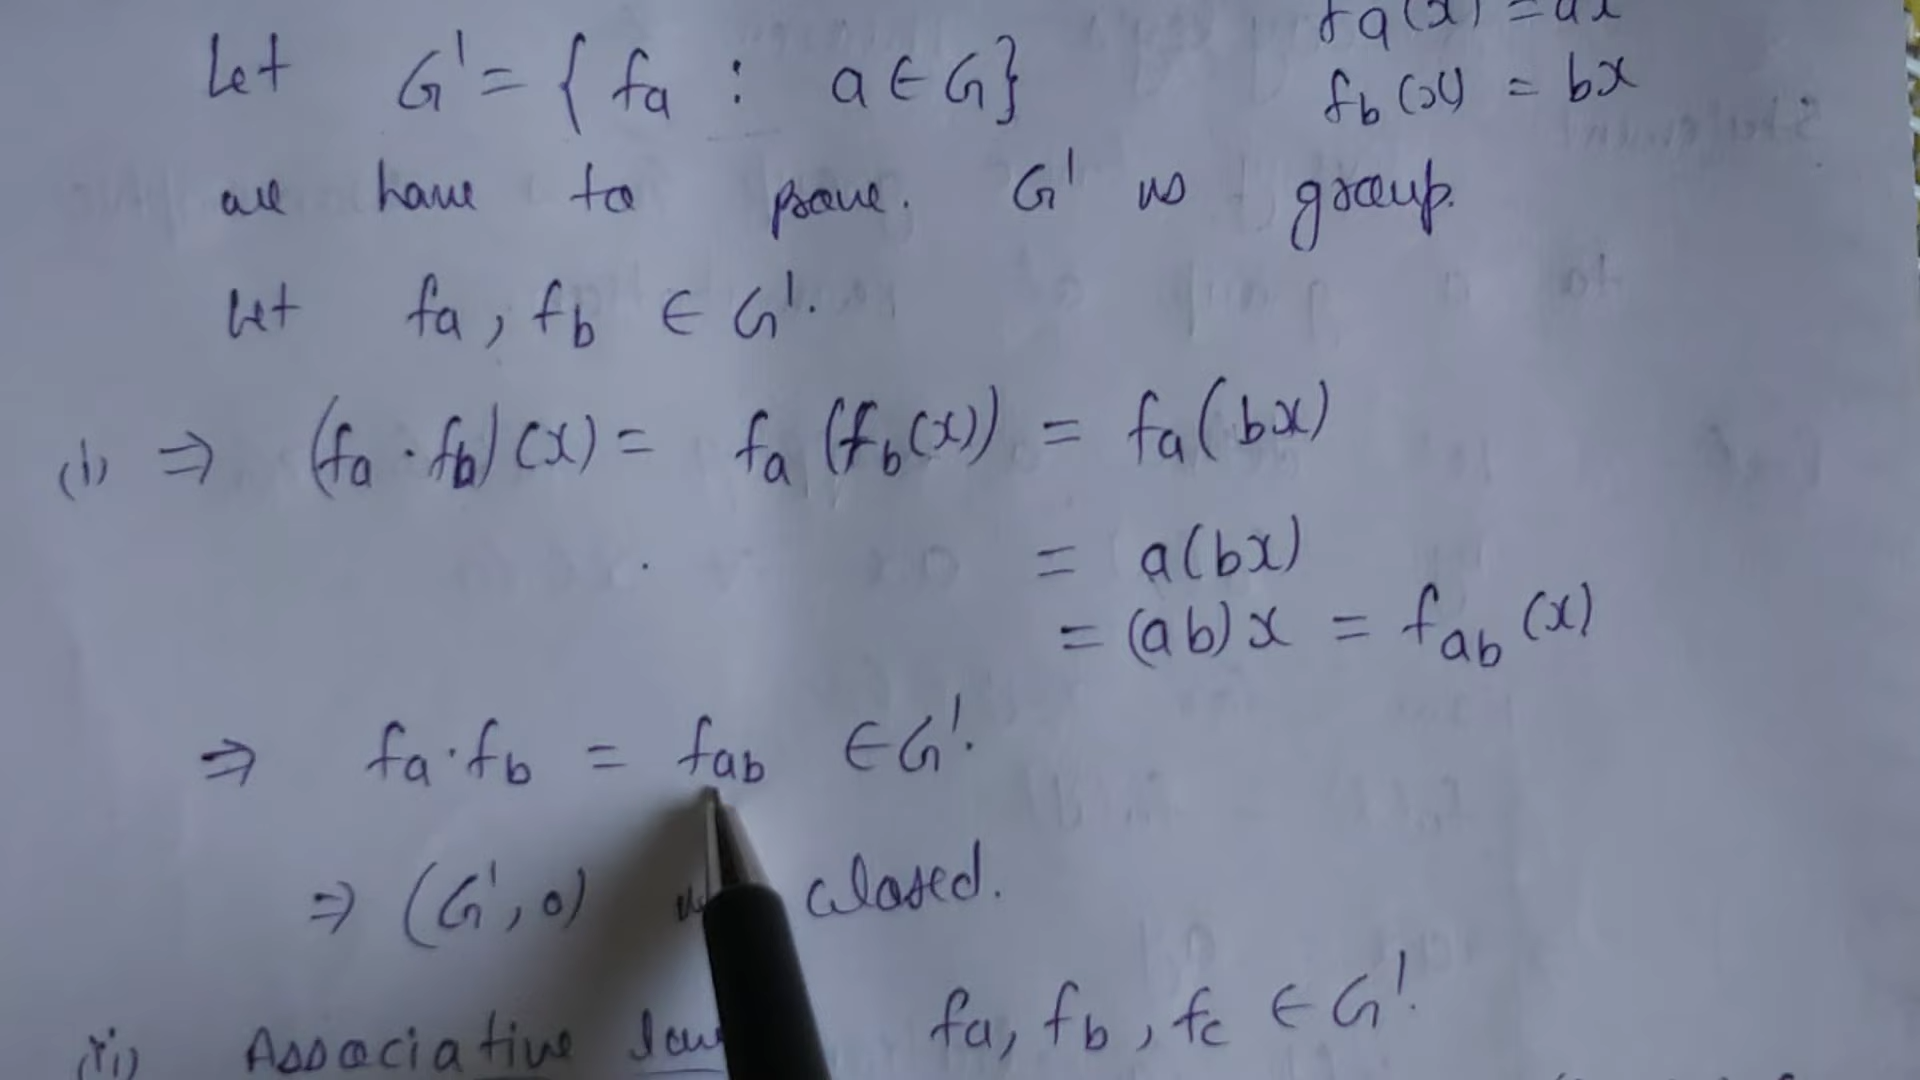 fa(x) = ax
Let G' = { fa : a ∈ G}
fb(x) = bx
we have to prove. G' is group.
Let fa, fb ∈ G'.
(i) ⇒ (fa · fb)(x) = fa (fb(x)) = fa(bx)
= a(bx)
= (ab)x = fab (x)
⇒ fa·fb = fab ∈ G'.
⇒ (G', o) closed.
(ii) Associative law fa, fb, fc ∈ G'.